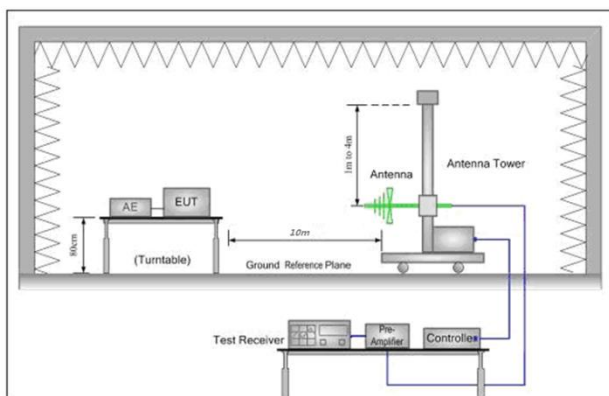 1m to 4m
Antenna
Antenna Tower
AE
EUT
80cm
(Turntable)
10m
Ground Reference Plane
Test Receiver
Pre-
Amplifier
Controller